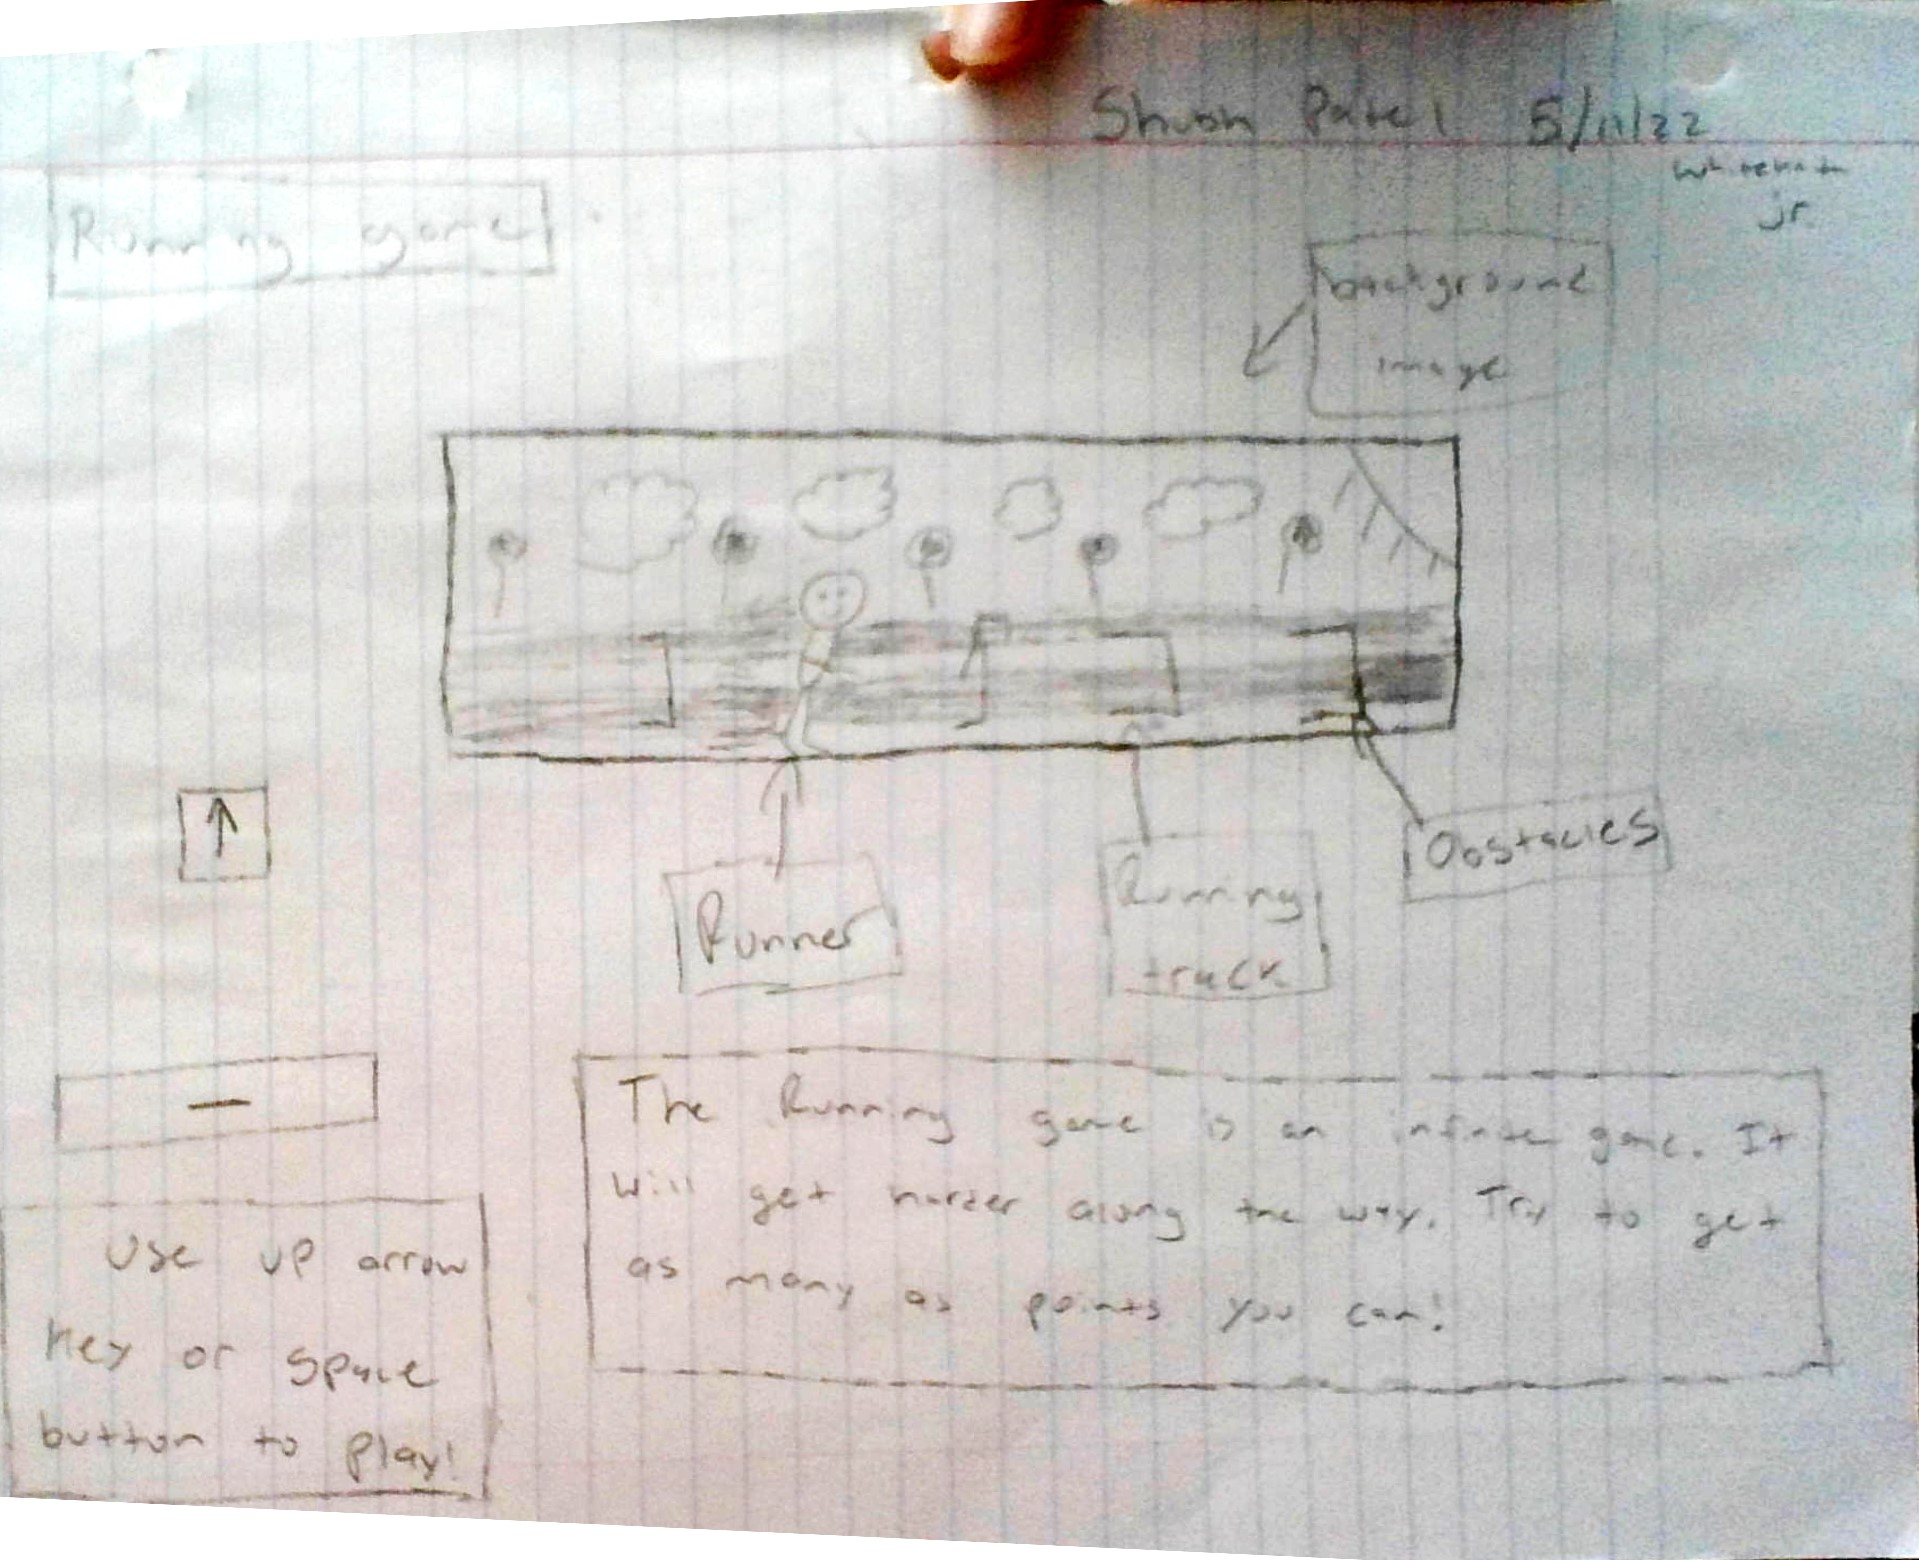 Shubh Patel 5/11/22
Whitehat
jr.
Running game
background
image
Obstacles
Runner
Running
track
The Running game is an infinite game. It
will get harder along the way. Try to get
as many as points you can!
Use up arrow
key or space
button to play!